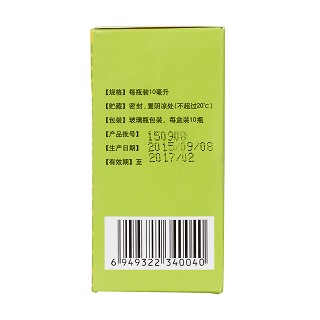 【规格】每瓶装10毫升
【贮藏】密封，置阴凉处(不超过20℃)
【包装】玻璃瓶包装，每盒装10瓶
【产品批号】 150908
【生产日期】 2015/09/08
【有效期】至 2017/02
6 949322 340040